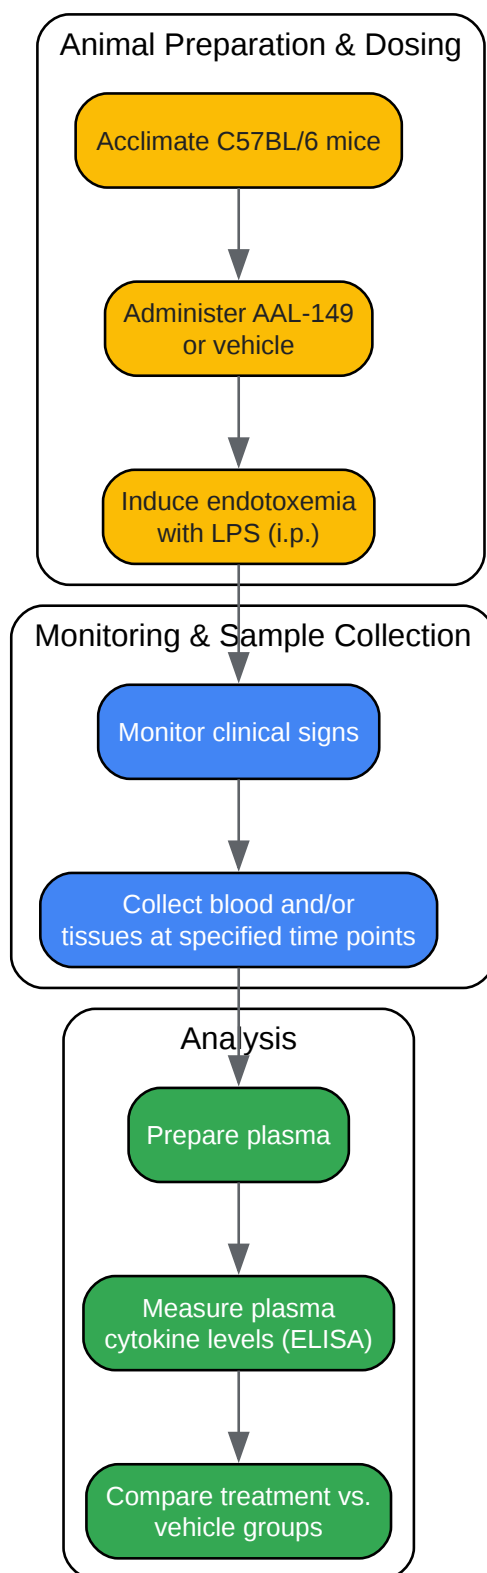 Animal Preparation & Dosing
Acclimate C57BL/6 mice
Administer AAL-149
or vehicle
Induce endotoxemia
with LPS (i.p.)
Monitoring & Sample Collection
Monitor clinical signs
Collect blood and/or
tissues at specified time points
Analysis
Prepare plasma
Measure plasma
cytokine levels (ELISA)
Compare treatment vs.
vehicle groups